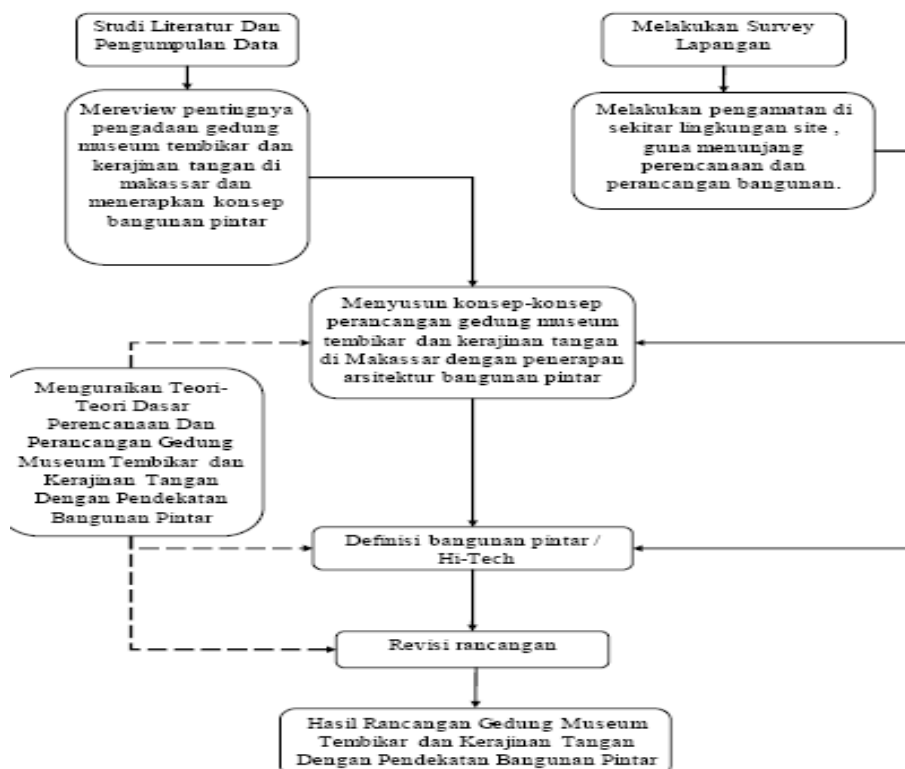 Studi Literatur Dan
Pengumpulan Data
Melakukan Survey
Lapangan
Mereview pentingnya
pengadaan gedung
museum tembikar dan
kerajinan tangan di
makassar dan
menerapkan konsep
bangunan pintar
Melakukan pengamatan di
sekitar lingkungan site ,
guna menunjang
perencanaan dan
perancangan bangunan.
Menyusun konsep-konsep
perancangan gedung museum
tembikar dan kerajinan tangan
di Makassar dengan penerapan
arsitektur bangunan pintar
Menguraikan Teori-
Teori Dasar
Perencanaan Dan
Perancangan Gedung
Museum Tembikar dan
Kerajinan Tangan
Dengan Pendekatan
Bangunan Pintar
Definisi bangunan pintar /
Hi-Tech
Revisi rancangan
Hasil Rancangan Gedung Museum
Tembikar dan Kerajinan Tangan
Dengan Pendekatan Bangunan Pintar